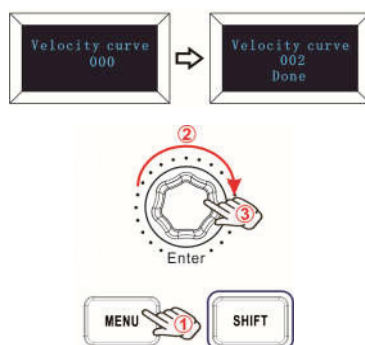 Velocity curve
000
Velocity curve
002
Done
②
③
Enter
MENU
①
SHIFT